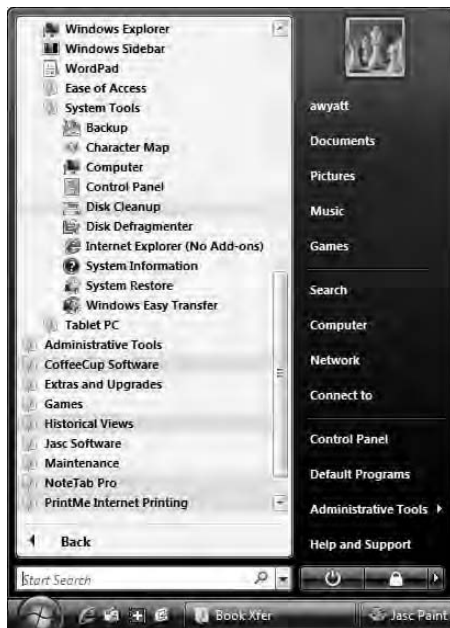 Windows Explorer
Windows Sidebar
WordPad
Ease of Access
System Tools
Backup
Character Map
Computer
Control Panel
Disk Cleanup
Disk Defragmenter
Internet Explorer (No Add-ons)
System Information
System Restore
Windows Easy Transfer
Tablet PC
Administrative Tools
CoffeeCup Software
Extras and Upgrades
Games
Historical Views
Jasc Software
Maintenance
NoteTab Pro
PrintMe Internet Printing
Back
Start Search
awyatt
Documents
Pictures
Music
Games
Search
Computer
Network
Connect to
Control Panel
Default Programs
Administrative Tools
Help and Support
Book Xfer
Jasc Paint